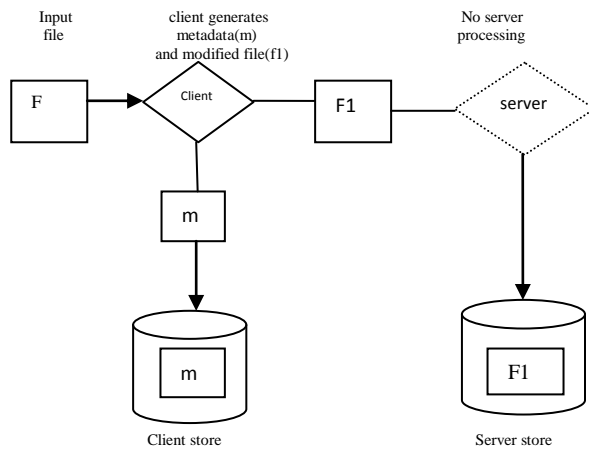 Input
file
client generates
metadata(m)
and modified file(f1)
No server
processing
F
Client
F1
server
m
m
F1
Client store
Server store